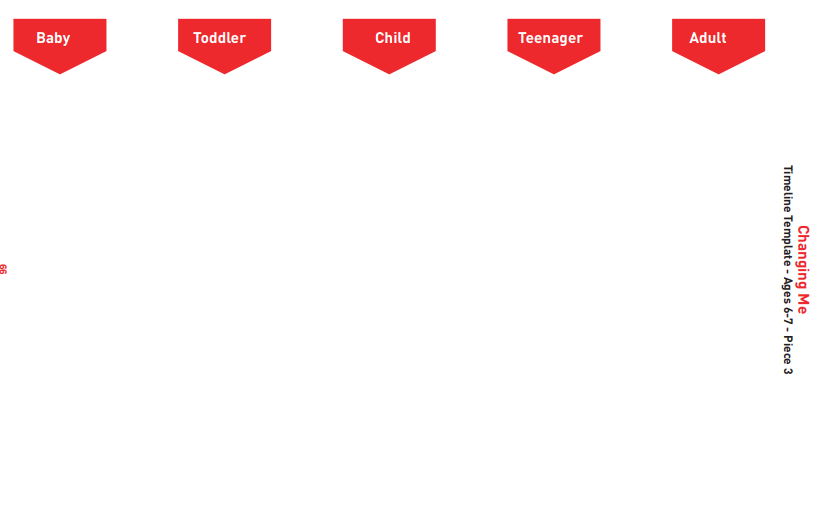 Baby
Toddler
Child
Teenager
Adult
Changing Me
Timeline Template - Ages 6-7 - Piece 3
66